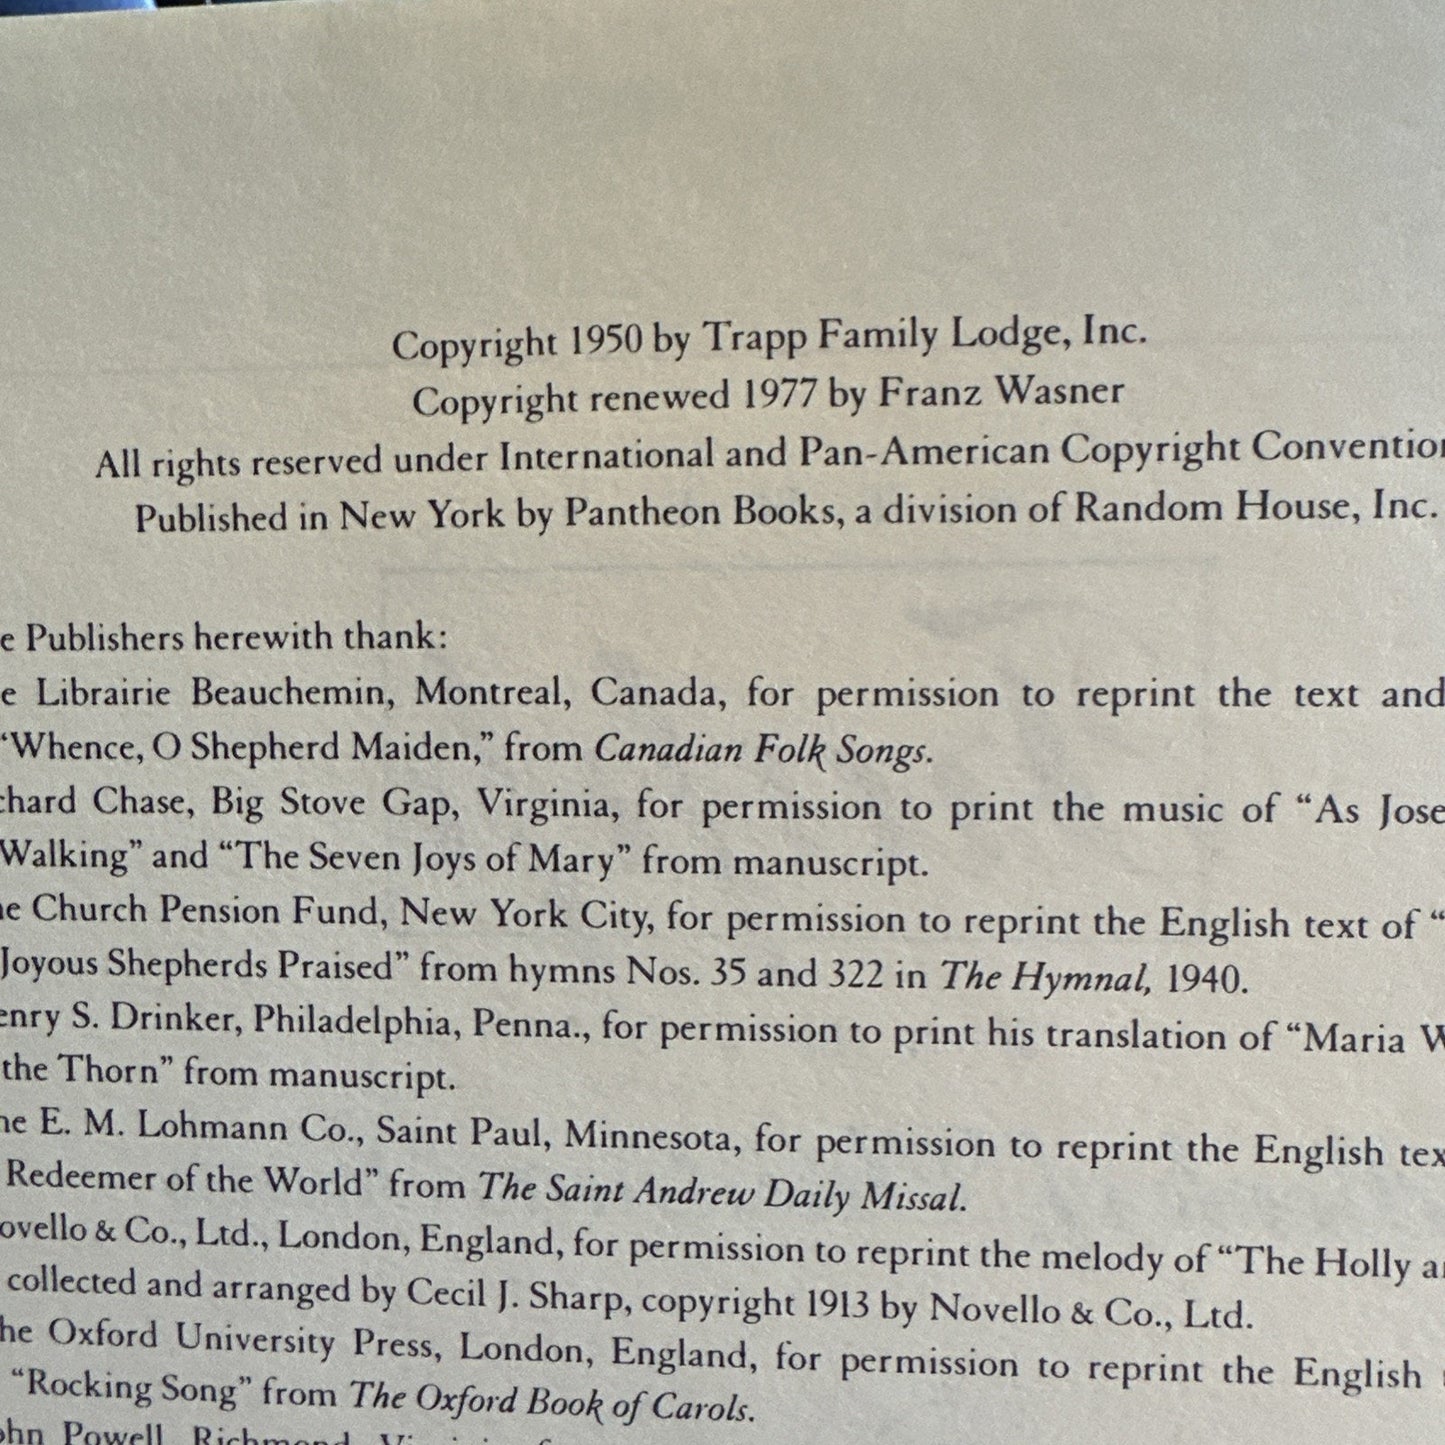 Copyright 1950 by Trapp Family Lodge, Inc.
Copyright renewed 1977 by Franz Wasner
All rights reserved under International and Pan-American Copyright Conventio
Published in New York by Pantheon Books, a division of Random House, Inc.
e Publishers herewith thank:
e Librairie Beauchemin, Montreal, Canada, for permission to reprint the text and
“Whence, O Shepherd Maiden,” from Canadian Folk Songs.
chard Chase, Big Stove Gap, Virginia, for permission to print the music of “As Jose
Walking” and “The Seven Joys of Mary” from manuscript.
e Church Pension Fund, New York City, for permission to reprint the English text of “
Joyous Shepherds Praised” from hymns Nos. 35 and 322 in The Hymnal, 1940.
enry S. Drinker, Philadelphia, Penna., for permission to print his translation of “Maria W
the Thorn” from manuscript.
he E. M. Lohmann Co., Saint Paul, Minnesota, for permission to reprint the English tex
Redeemer of the World” from The Saint Andrew Daily Missal.
ovello & Co., Ltd., London, England, for permission to reprint the melody of “The Holly a
collected and arranged by Cecil J. Sharp, copyright 1913 by Novello & Co., Ltd.
he Oxford University Press, London, England, for permission to reprint the English
“Rocking Song” from The Oxford Book of Carols.
ohn Powell, Richmond,